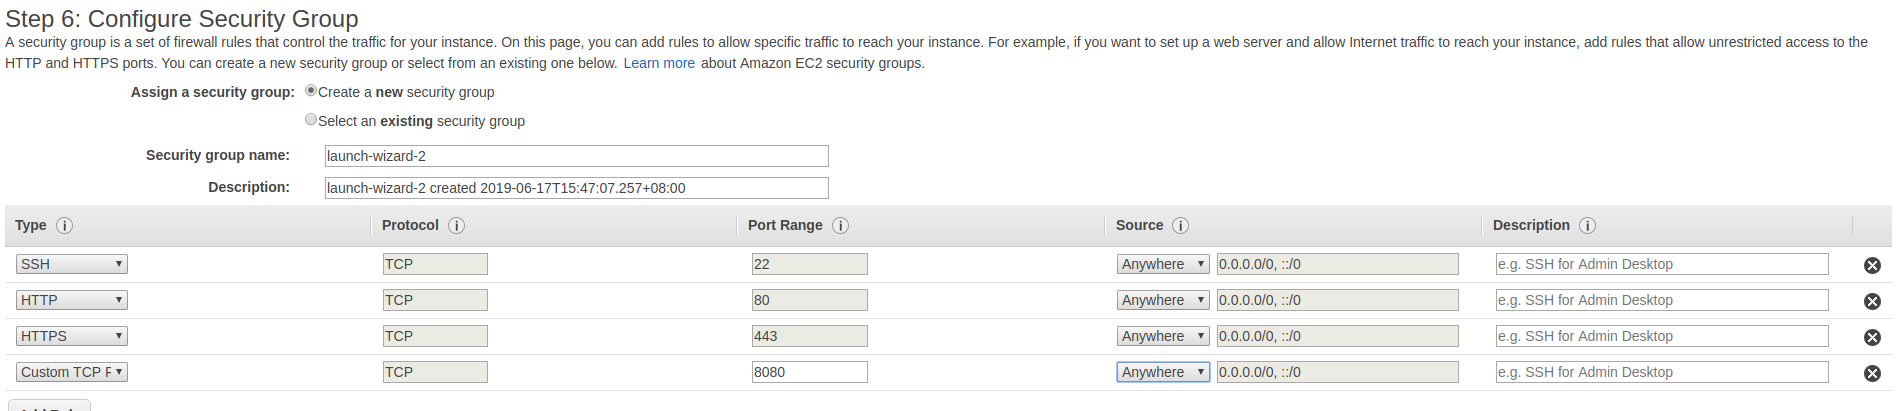 Step 6: Configure Security Group
A security group is a set of firewall rules that control the traffic for your instance. On this page, you can add rules to allow specific traffic to reach your instance. For example, if you want to set up a web server and allow Internet traffic to reach your instance, add rules that allow unrestricted access to the
HTTP and HTTPS ports. You can create a new security group or select from an existing one below. Learn more about Amazon EC2 security groups.
Assign a security group: Create a new security group
Select an existing security group
Security group name: launch-wizard-2
Description: launch-wizard-2 created 2019-06-17T15:47:07.257+08:00
Type Protocol Port Range Source Description
SSH TCP 22 Anywhere 0.0.0.0/0, ::/0 e.g. SSH for Admin Desktop
HTTP TCP 80 Anywhere 0.0.0.0/0, ::/0 e.g. SSH for Admin Desktop
HTTPS TCP 443 Anywhere 0.0.0.0/0, ::/0 e.g. SSH for Admin Desktop
Custom TCP TCP 8080 Anywhere 0.0.0.0/0, ::/0 e.g. SSH for Admin Desktop